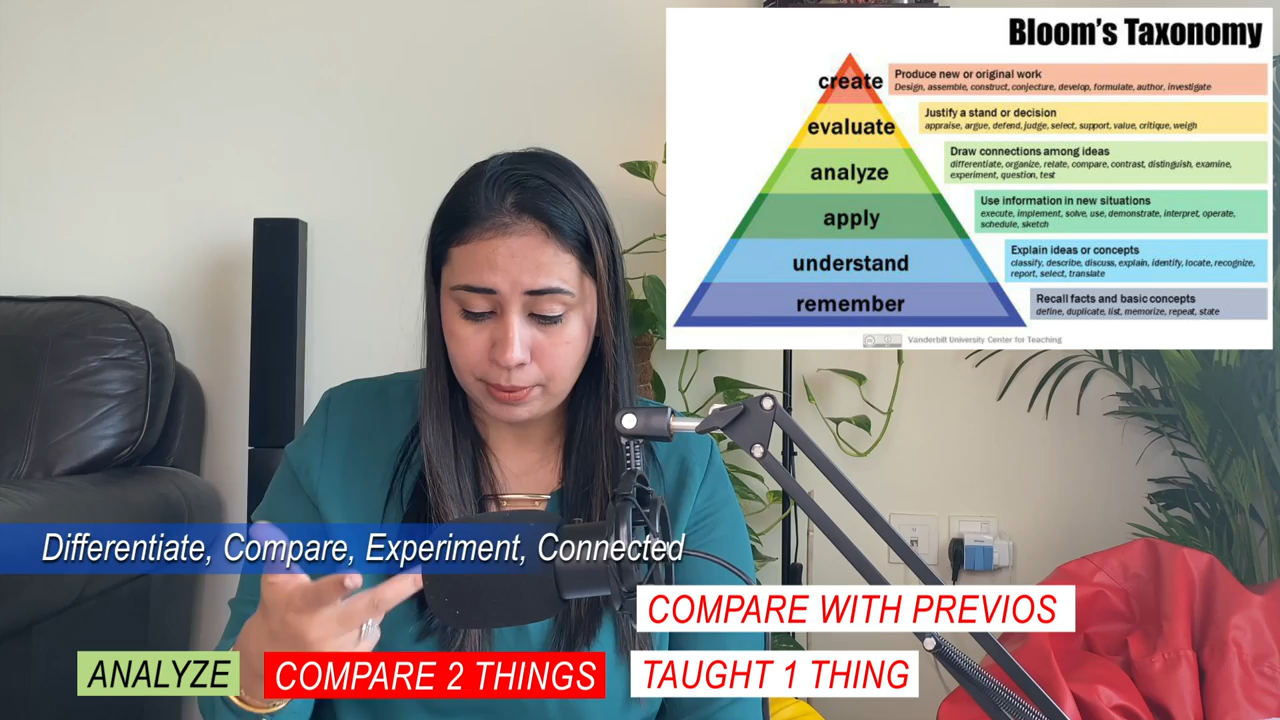 Bloom's Taxonomy
create
Produce new or original work
Design, assemble, construct, conjecture, develop, formulate, author, investigate
evaluate
Justify a stand or decision
appraise, argue, defend, judge, select, support, value, critique, weigh
analyze
Draw connections among ideas
differentiate, organize, relate, compare, contrast, distinguish, examine,
experiment, question, test
apply
Use information in new situations
execute, implement, solve, use, demonstrate, interpret, operate,
schedule, sketch
understand
Explain ideas or concepts
classify, describe, discuss, explain, identify, locate, recognize,
report, select, translate
remember
Recall facts and basic concepts
define, duplicate, list, memorize, repeat, state
Vanderbilt University Center for Teaching
Differentiate, Compare, Experiment, Connected
COMPARE WITH PREVIOS
ANALYZE
COMPARE 2 THINGS
TAUGHT 1 THING